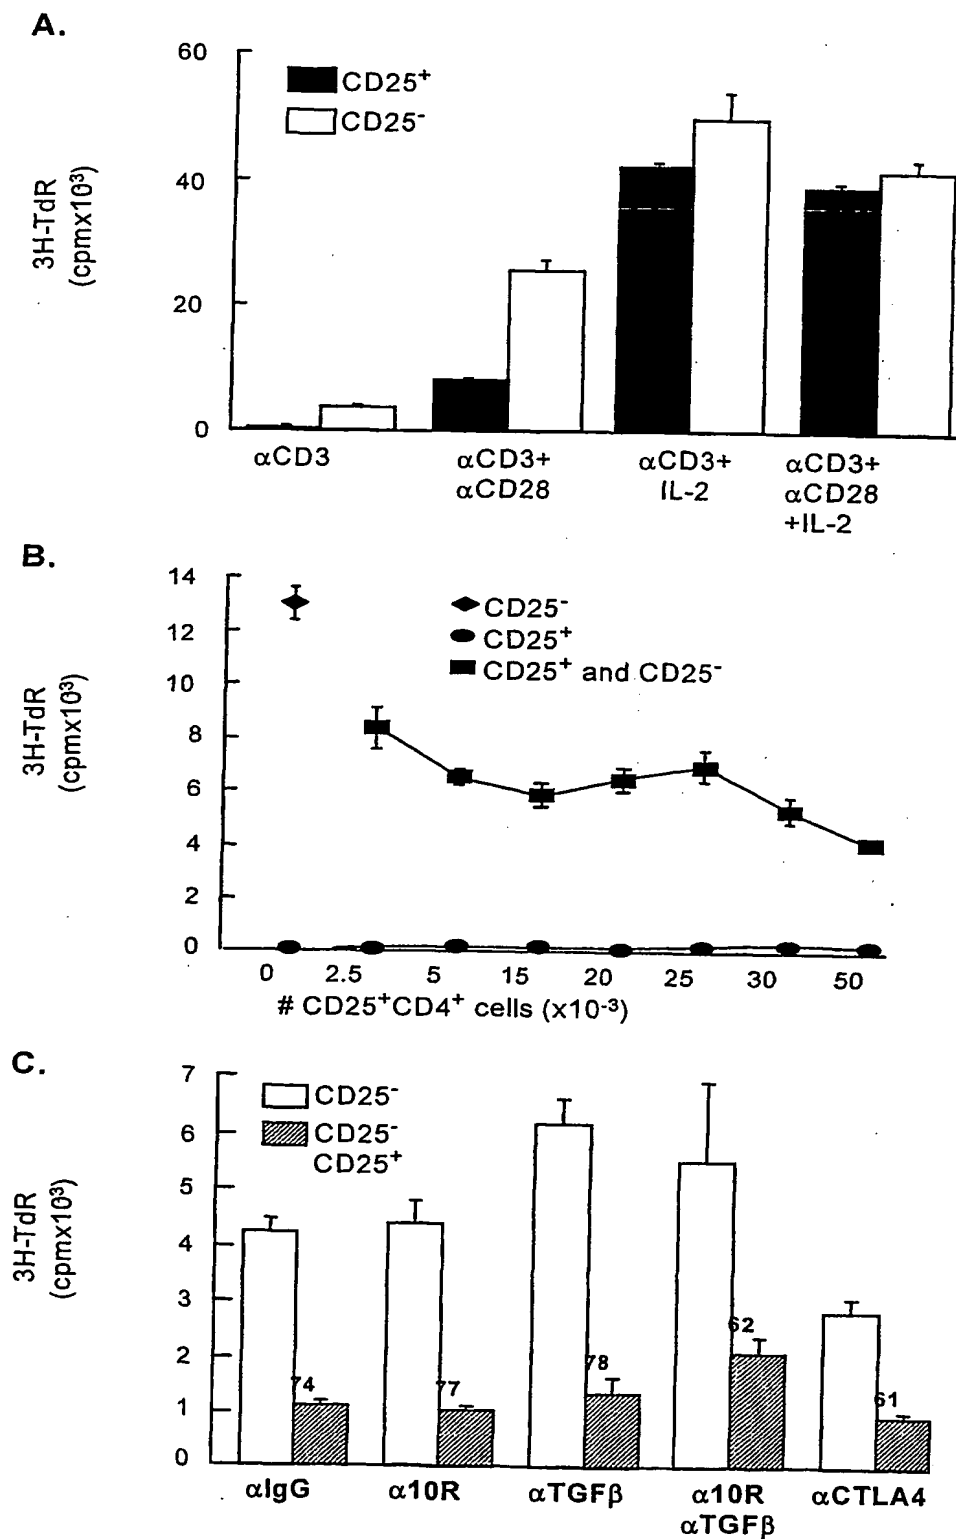 A.
60
40
20
0
3H-TdR
(cpmx10³)
CD25⁺
CD25⁻
αCD3
αCD3+
αCD28
αCD3+
IL-2
αCD3+
αCD28
+IL-2
B.
14
12
10
8
6
4
2
0
3H-TdR
(cpmx10³)
CD25⁻
CD25⁺
CD25⁺ and CD25⁻
0 2.5 5 15 20 25 30 50
# CD25⁺CD4⁺ cells (x10⁻³)
C.
7
6
5
4
3
2
1
0
3H-TdR
(cpmx10³)
CD25⁻
CD25⁻
CD25⁺
74
77
78
62
61
αIgG
α10R
αTGFβ
α10R
αTGFβ
αCTLA4